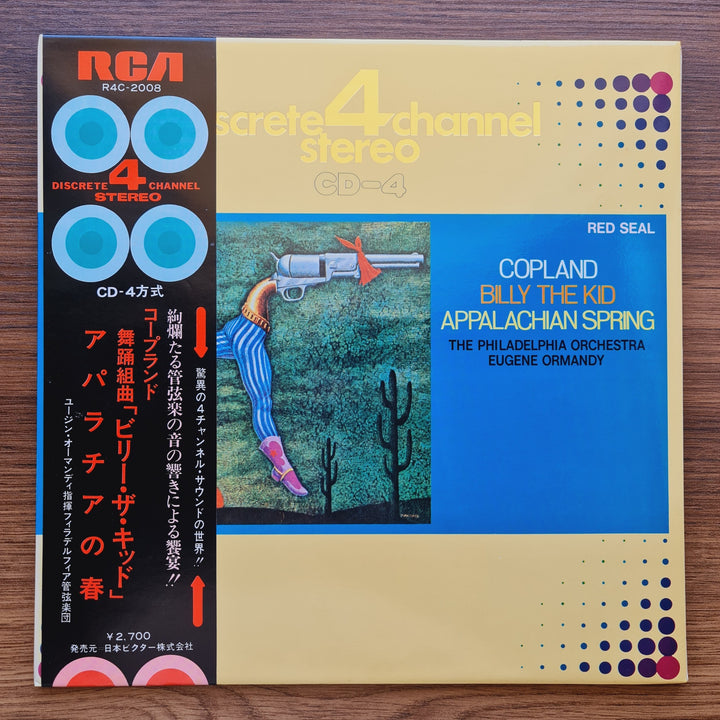 RCA
R4C-2008
DISCRETE 4 CHANNEL
STEREO
CD-4方式
驚異の4チャンネル・サウンドの世界!!
絢爛たる管弦楽の音の響きによる饗宴!!
コープランド
舞踊組曲「ビリー・ザ・キッド」
アパラチアの春
ユージン・オーマンディ指揮フィラデルフィア管弦楽団
¥2,700
発売元—日本ビクター株式会社
screte 4 channel
stereo
CD-4
RED SEAL
COPLAND
BILLY THE KID
APPALACHIAN SPRING
THE PHILADELPHIA ORCHESTRA
EUGENE ORMANDY